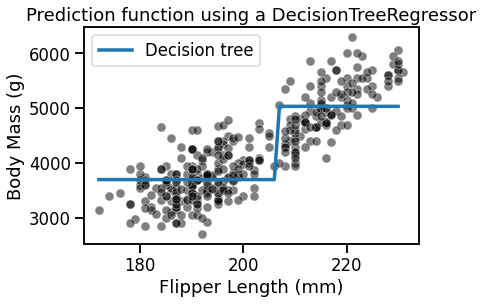 Prediction function using a DecisionTreeRegressor
Decision tree
6000
5000
4000
3000
Body Mass (g)
180
200
220
Flipper Length (mm)